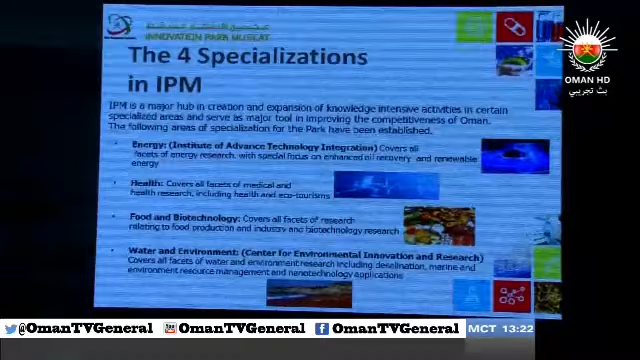 INNOVATION PARK MUSCAT
The 4 Specializations
in IPM
IPM is a major hub in creation and expansion of knowledge intensive activities in certain
specialized areas and serve as major tool in improving the competitiveness of Oman.
The following areas of specialization for the Park have been established.
Energy: (Institute of Advance Technology Integration) Covers all
facets of energy research, with special focus on enhanced oil recovery and renewable
energy
Health: Covers all facets of medical and
health research, including health and eco-tourisms
Food and Biotechnology: Covers all facets of research
relating to food production and industry and biotechnology research
Water and Environment: (Center for Environmental Innovation and Research)
Covers all facets of water and environment research including desalination, marine and
environment resource management and nanotechnology applications
OMAN HD
بث تجريبي
@OmanTVGeneral OmanTVGeneral OmanTVGeneral MCT 13:22